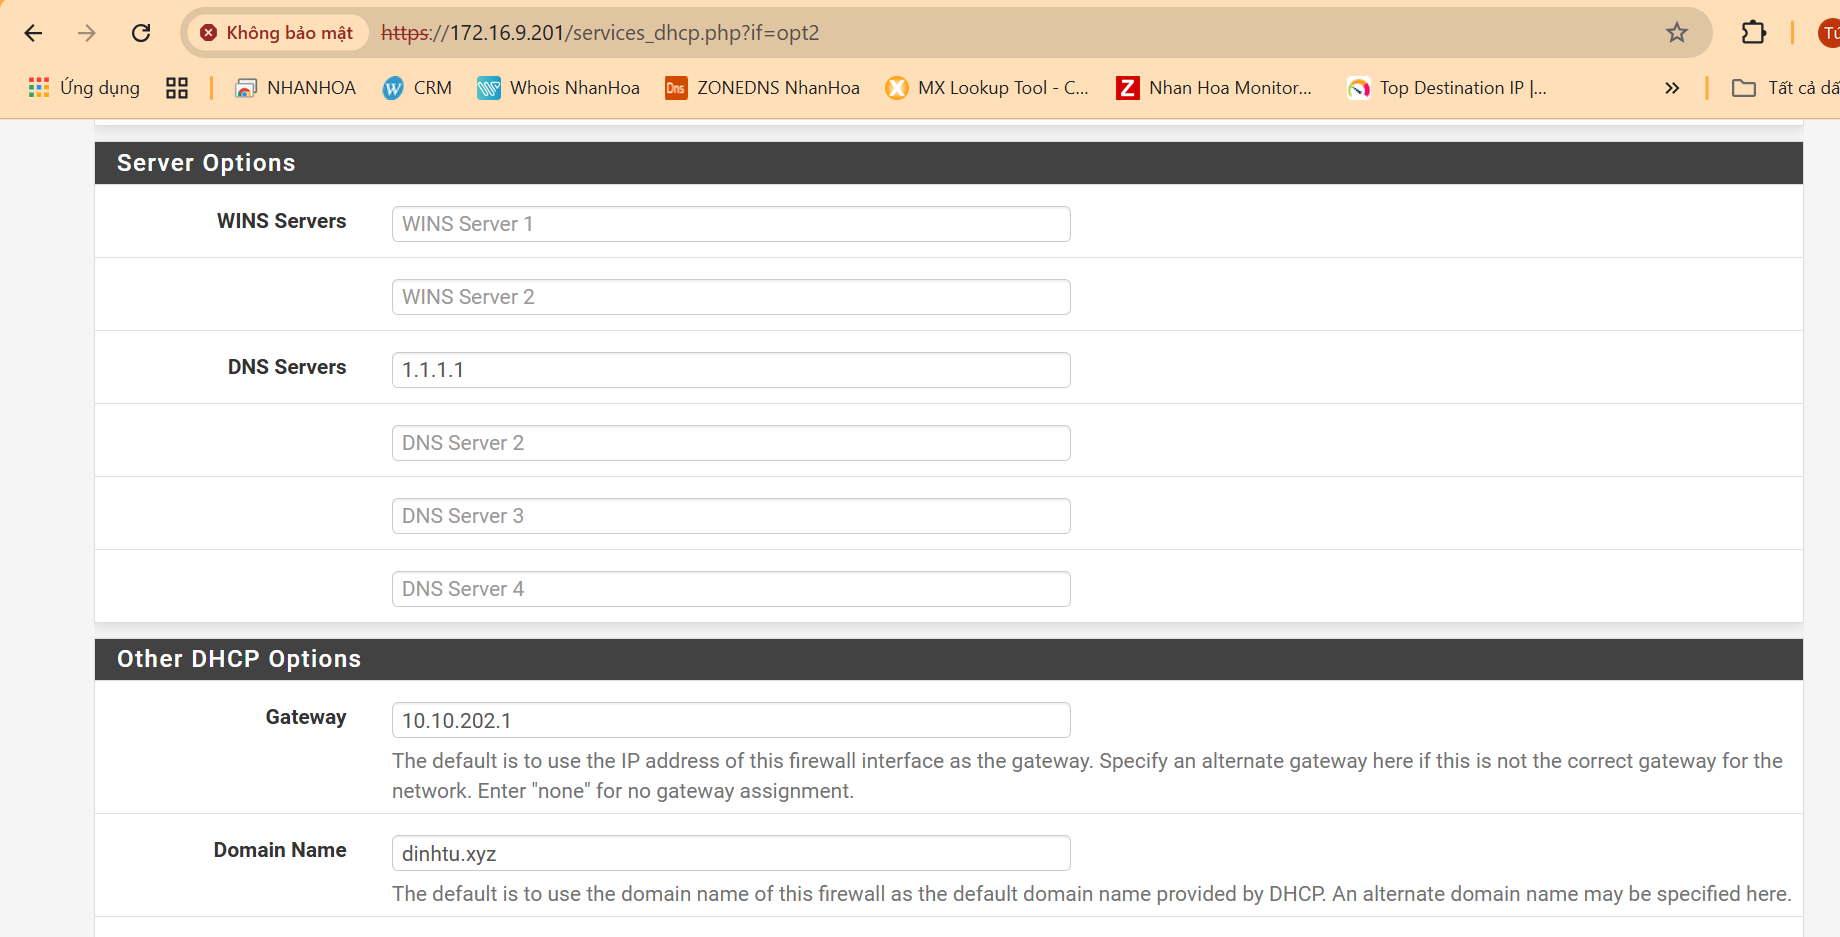 Không bảo mật https://172.16.9.201/services_dhcp.php?if=opt2
Ứng dụng NHANHOA CRM Whois NhanHoa Dns ZONEDNS NhanHoa MX Lookup Tool - C... Z Nhan Hoa Monitor... Top Destination IP |... » Tất cả
Server Options
WINS Servers WINS Server 1
WINS Server 2
DNS Servers 1.1.1.1
DNS Server 2
DNS Server 3
DNS Server 4
Other DHCP Options
Gateway 10.10.202.1
The default is to use the IP address of this firewall interface as the gateway. Specify an alternate gateway here if this is not the correct gateway for the
network. Enter "none" for no gateway assignment.
Domain Name dinhtu.xyz
The default is to use the domain name of this firewall as the default domain name provided by DHCP. An alternate domain name may be specified here.